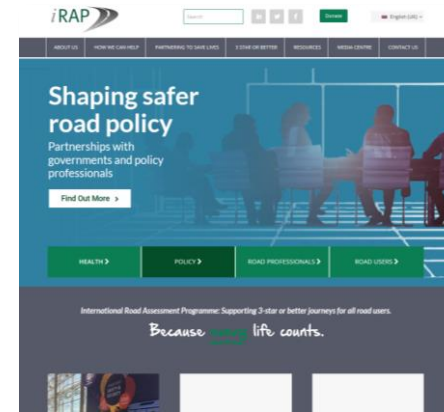 iRAP
Search
Donate
English (UK)
ABOUT US
HOW WE CAN HELP
PARTNERING TO SAVE LIVES
3 STAR OR BETTER
RESOURCES
MEDIA CENTRE
CONTACT US
Shaping safer
road policy
Partnerships with
governments and policy
professionals
Find Out More >
HEALTH >
POLICY >
ROAD PROFESSIONALS >
ROAD USERS >
International Road Assessment Programme: Supporting 3-star or better journeys for all road users.
Because every life counts.